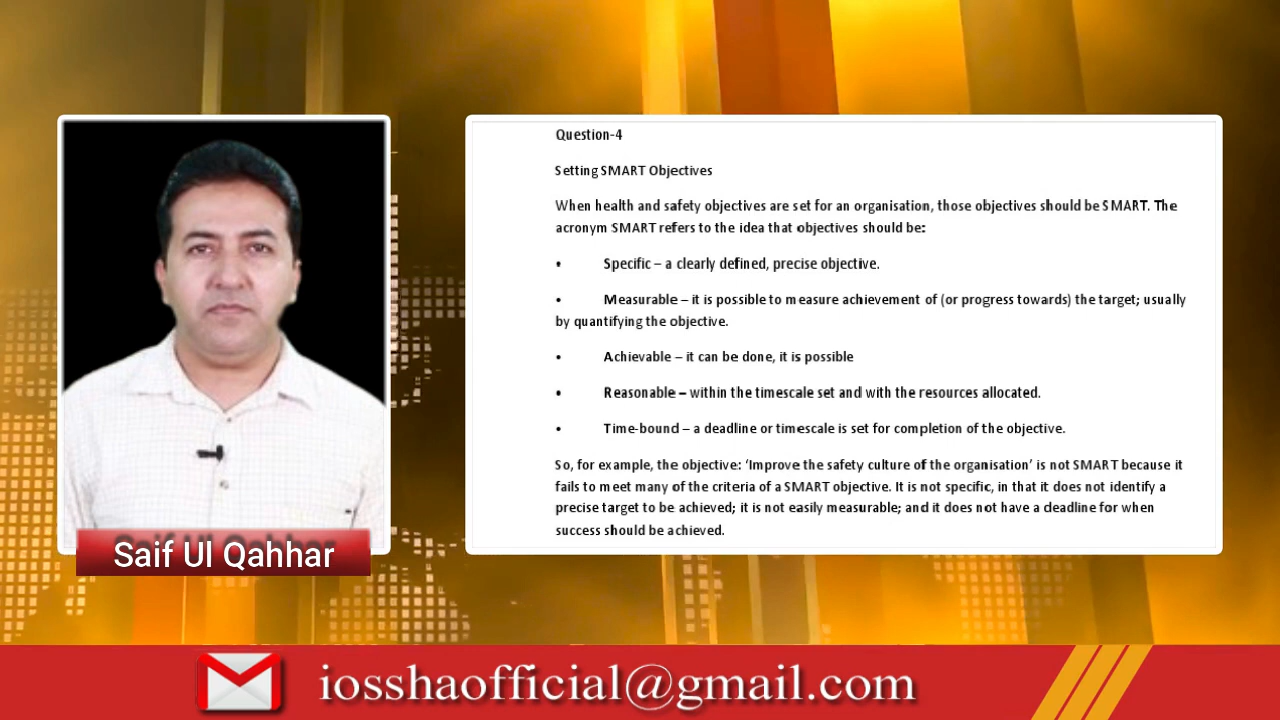 Question-4
Setting SMART Objectives
When health and safety objectives are set for an organisation, those objectives should be SMART. The
acronym SMART refers to the idea that objectives should be:
• Specific – a clearly defined, precise objective.
• Measurable – it is possible to measure achievement of (or progress towards) the target; usually
by quantifying the objective.
• Achievable – it can be done, it is possible
• Reasonable – within the timescale set and with the resources allocated.
• Time-bound – a deadline or timescale is set for completion of the objective.
So, for example, the objective: ‘Improve the safety culture of the organisation’ is not SMART because it
fails to meet many of the criteria of a SMART objective. It is not specific, in that it does not identify a
precise target to be achieved; it is not easily measurable; and it does not have a deadline for when
success should be achieved.
Saif Ul Qahhar
iosshaofficial@gmail.com